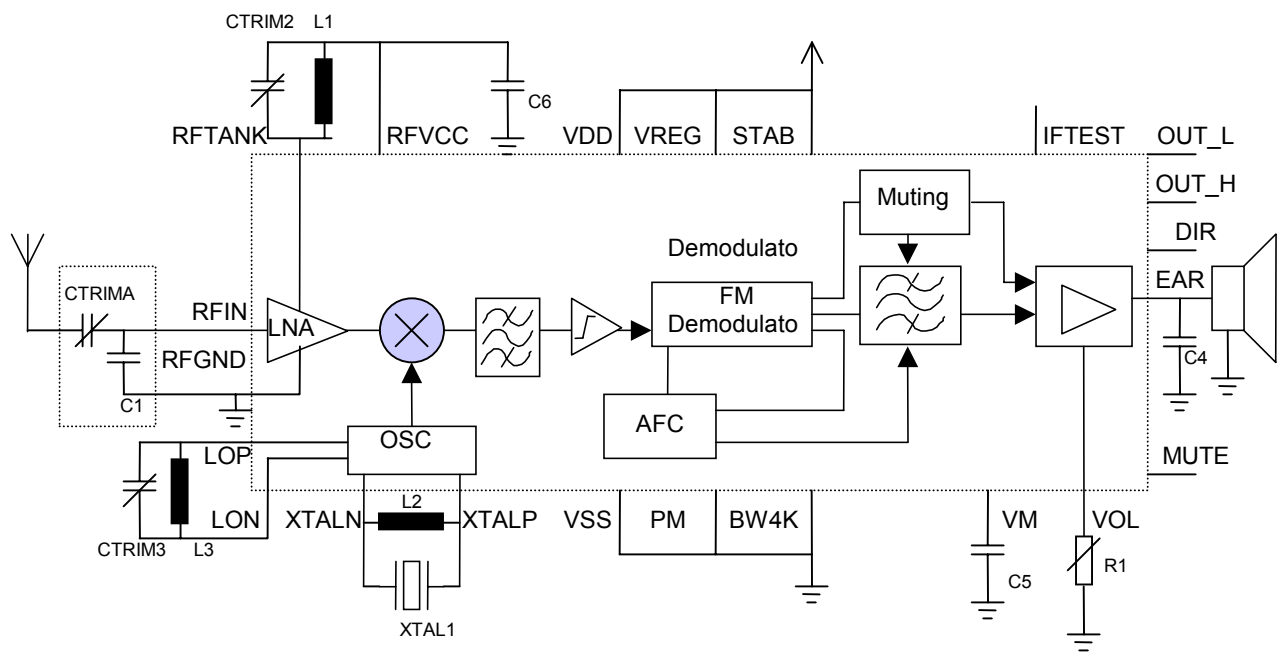 CTRIM2 L1
C6
RFTANK RFVCC VDD VREG STAB IFTEST OUT_L
OUT_H
Muting
DIR
Demodulato
EAR
CTRIMA
RFIN
LNA
FM
Demodulato
RFGND
C4
C1
AFC
OSC
LOP
MUTE
L2
LON XTALN XTALP VSS PM BW4K VM VOL
CTRIM3 L3
C5
R1
XTAL1